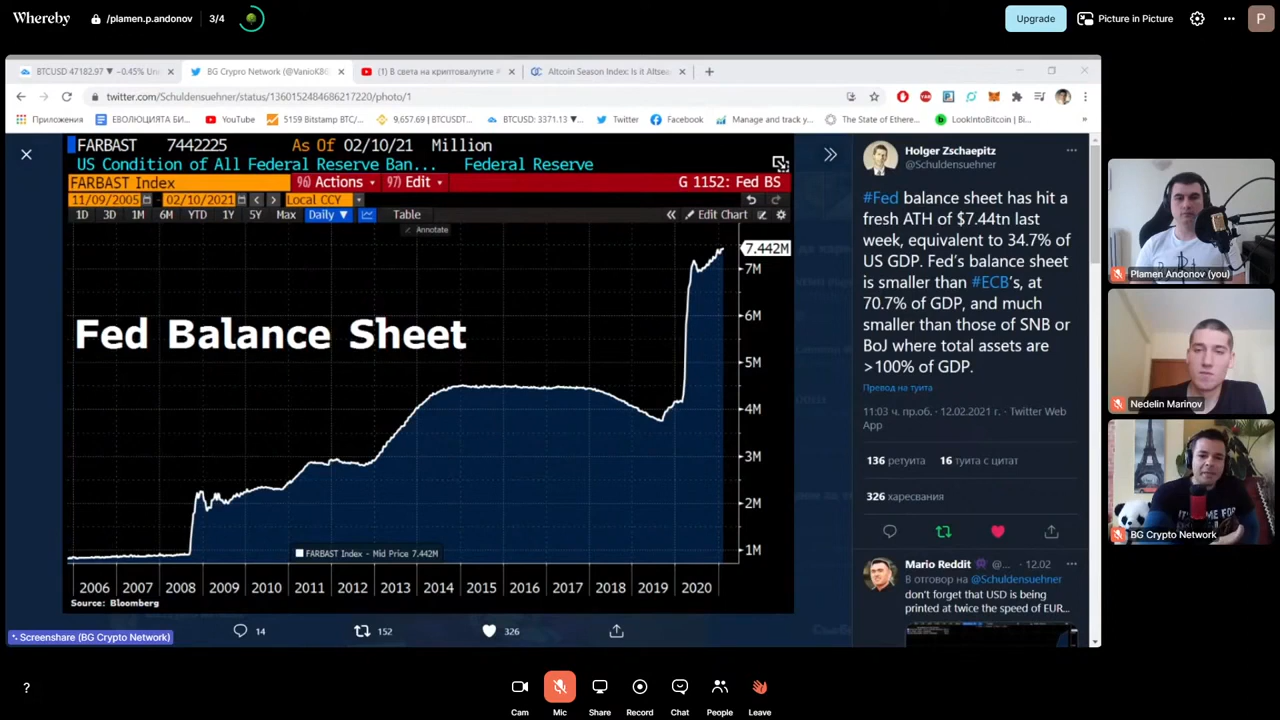 Whereby
/plamen.p.andonov
3/4
Upgrade
Picture in Picture
P
BTCUSD 47182.97 ▼ −0.45% Un
BG Crypto Network (@VanioK8
(1) В света на криптовалутите
Altcoin Season Index: Is it Altse
twitter.com/Schuldensuehner/status/1360152484686217220/photo/1
Приложения
ЕВОЛЮЦИЯТА БИ...
YouTube
5159 Bitstamp BTC/...
9.657.69 | BTCUSDT...
BTCUSD: 3371.13 ▼...
Twitter
Facebook
Manage and track y...
The State of Ethere...
LookIntoBitcoin | Bi...
FARBAST 7442225 As Of 02/10/21 Million
US Condition of All Federal Reserve Ban... Federal Reserve
FARBAST Index
96) Actions
97) Edit
G 1152: Fed BS
11/09/2005 - 02/10/2021
Local CCY
1D 3D 1M 6M YTD 1Y 5Y Max Daily ▼ Table
Edit Chart
Annotate
7.442M
7M
6M
5M
4M
3M
2M
1M
Fed Balance Sheet
FARBAST Index - Mid Price 7.442M
2006 2007 2008 2009 2010 2011 2012 2013 2014 2015 2016 2017 2018 2019 2020
Source: Bloomberg
14
152
326
Holger Zschaepitz
@Schuldensuehner
#Fed balance sheet has hit a
fresh ATH of $7.44tn last
week, equivalent to 34.7% of
US GDP. Fed's balance sheet
is smaller than #ECB's, at
70.7% of GDP, and much
smaller than those of SNB or
BoJ where total assets are
>100% of GDP.
Превод на туита
11:03 ч. пр.об. · 12.02.2021 г. · Twitter Web
App
136 ретуита 16 туита с цитат
326 харесвания
Mario Reddit @... · 12.02
В отговор на @Schuldensuehner
don't forget that USD is being
printed at twice the speed of EUR...
Plamen Andonov (you)
Nedelin Marinov
IT'S ME FOR
BG Crypto Network
Screenshare (BG Crypto Network)
?
Cam
Mic
Share
Record
Chat
People
Leave